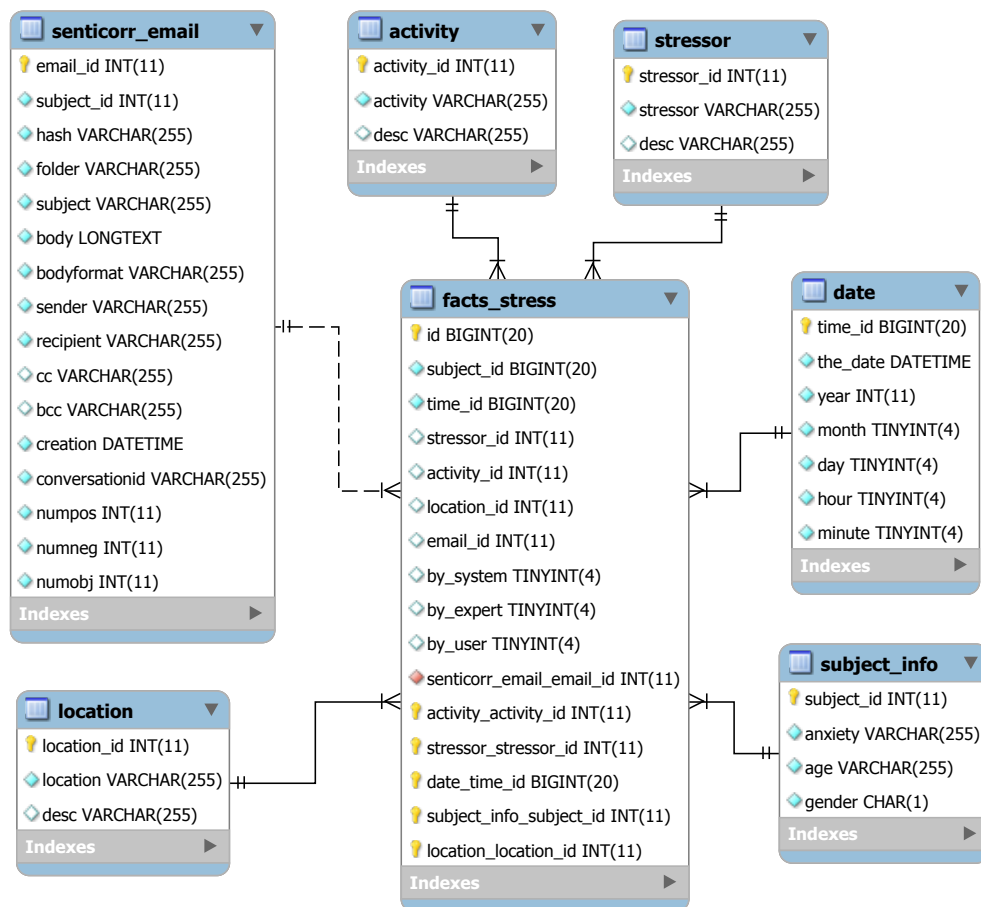 senticorr_email
email_id INT(11)
subject_id INT(11)
hash VARCHAR(255)
folder VARCHAR(255)
subject VARCHAR(255)
body LONGTEXT
bodyformat VARCHAR(255)
sender VARCHAR(255)
recipient VARCHAR(255)
cc VARCHAR(255)
bcc VARCHAR(255)
creation DATETIME
conversationid VARCHAR(255)
numpos INT(11)
numneg INT(11)
numobj INT(11)
Indexes
activity
activity_id INT(11)
activity VARCHAR(255)
desc VARCHAR(255)
Indexes
stressor
stressor_id INT(11)
stressor VARCHAR(255)
desc VARCHAR(255)
Indexes
facts_stress
id BIGINT(20)
subject_id BIGINT(20)
time_id BIGINT(20)
stressor_id INT(11)
activity_id INT(11)
location_id INT(11)
email_id INT(11)
by_system TINYINT(4)
by_expert TINYINT(4)
by_user TINYINT(4)
senticorr_email_email_id INT(11)
activity_activity_id INT(11)
stressor_stressor_id INT(11)
date_time_id BIGINT(20)
subject_info_subject_id INT(11)
location_location_id INT(11)
Indexes
date
time_id BIGINT(20)
the_date DATETIME
year INT(11)
month TINYINT(4)
day TINYINT(4)
hour TINYINT(4)
minute TINYINT(4)
Indexes
location
location_id INT(11)
location VARCHAR(255)
desc VARCHAR(255)
Indexes
subject_info
subject_id INT(11)
anxiety VARCHAR(255)
age VARCHAR(255)
gender CHAR(1)
Indexes